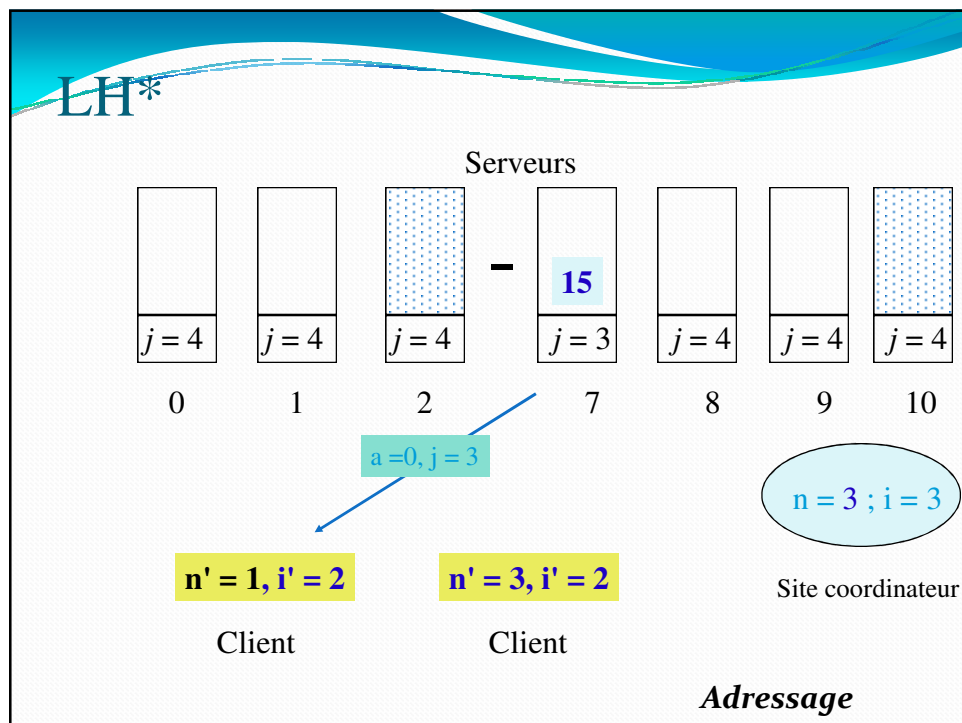 LH*
Serveurs
15
j = 4 j = 4 j = 4 j = 3 j = 4 j = 4 j = 4
0 1 2 7 8 9 10
a =0, j = 3
n = 3 ; i = 3
n' = 1, i' = 2 n' = 3, i' = 2
Site coordinateur
Client Client
Adressage